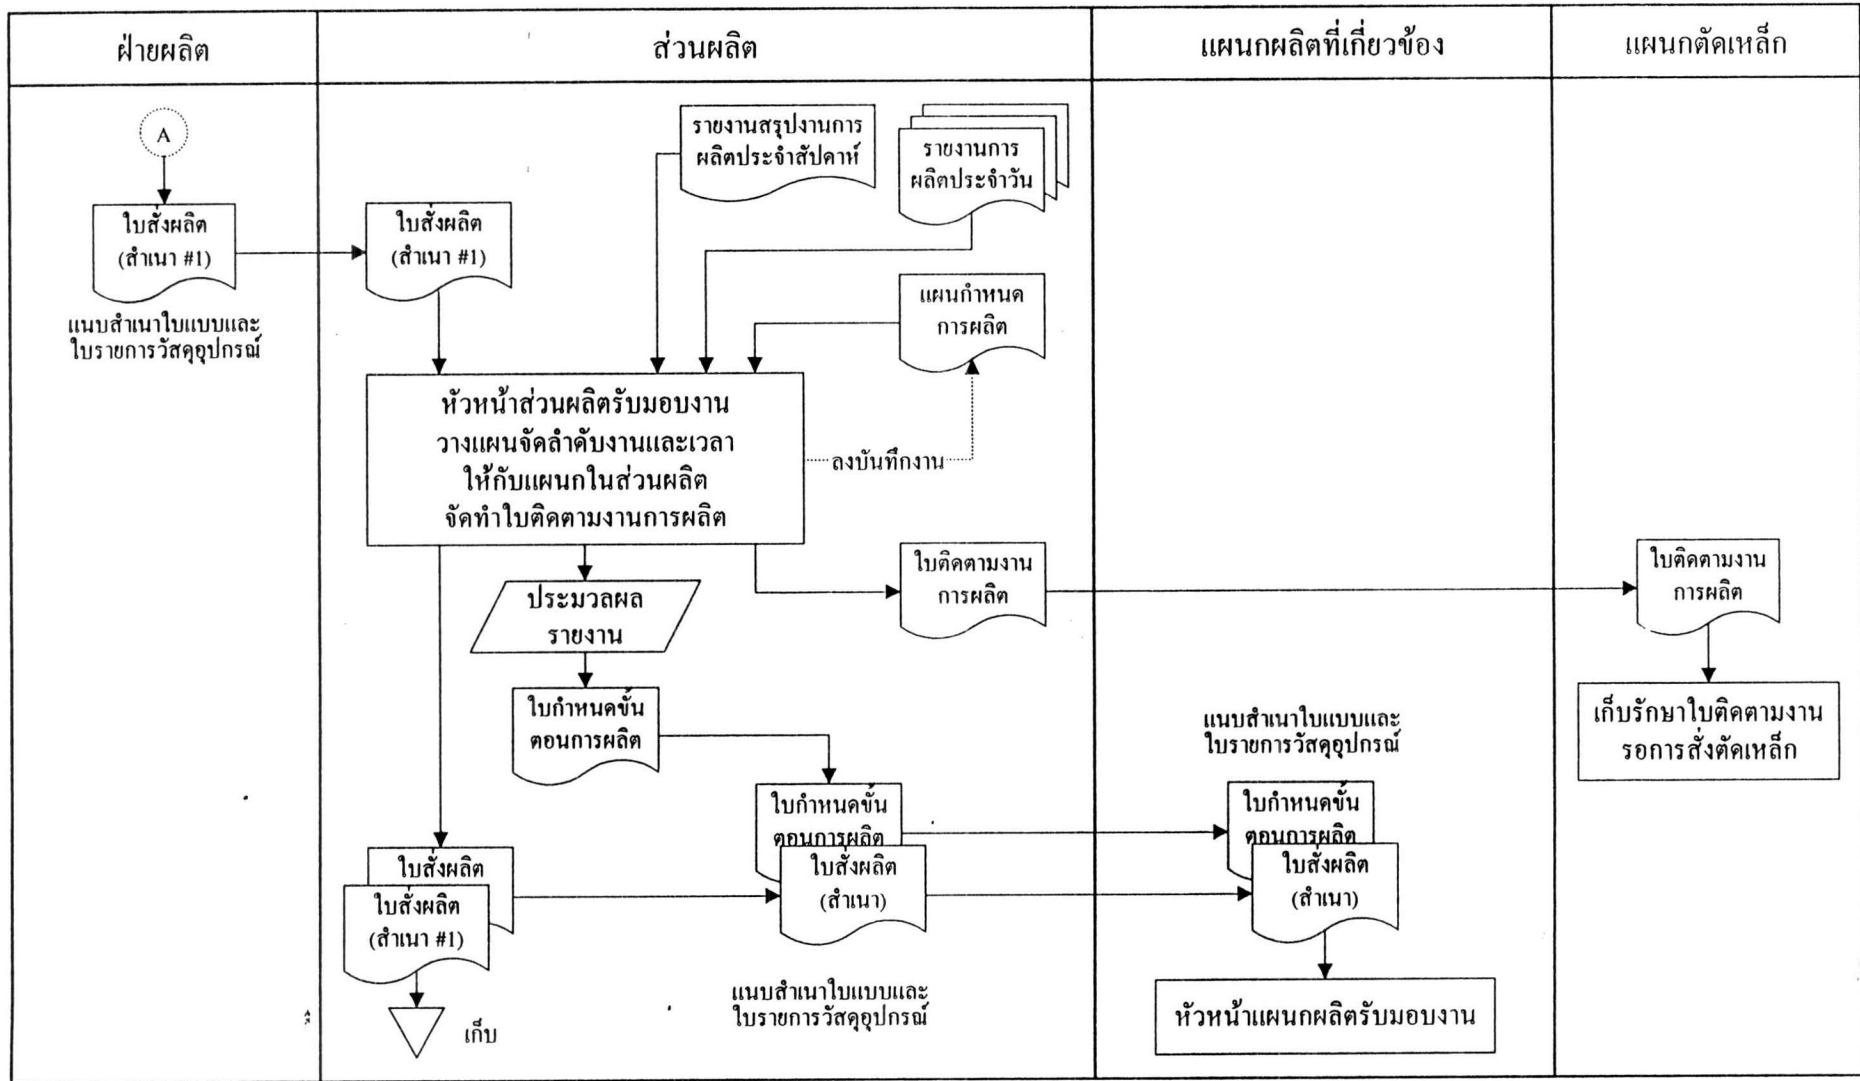 ฝ่ายผลิต
ส่วนผลิต
แผนกผลิตที่เกี่ยวข้อง
แผนกตัดเหล็ก
A
ใบสั่งผลิต
(สำเนา #1)
แนบสำเนาใบแบบและ
ใบรายการวัสดุอุปกรณ์
ใบสั่งผลิต
(สำเนา #1)
รายงานสรุปงานการ
ผลิตประจำสัปดาห์
รายงานการ
ผลิตประจำวัน
แผนกำหนด
การผลิต
หัวหน้าส่วนผลิตรับมอบงาน
วางแผนจัดลำดับงานและเวลา
ให้กับแผนกในส่วนผลิต
จัดทำใบติดตามงานการผลิต
ลงบันทึกงาน
ประมวลผล
รายงาน
ใบติดตามงาน
การผลิต
ใบกำหนดขั้น
ตอนการผลิต
ใบกำหนดขั้น
ตอนการผลิต
ใบสั่งผลิต
(สำเนา)
ใบสั่งผลิต
ใบสั่งผลิต
(สำเนา #1)
เก็บ
แนบสำเนาใบแบบและ
ใบรายการวัสดุอุปกรณ์
แนบสำเนาใบแบบและ
ใบรายการวัสดุอุปกรณ์
ใบกำหนดขั้น
ตอนการผลิต
ใบสั่งผลิต
(สำเนา)
หัวหน้าแผนกผลิตรับมอบงาน
ใบติดตามงาน
การผลิต
เก็บรักษาใบติดตามงาน
รอการสั่งตัดเหล็ก